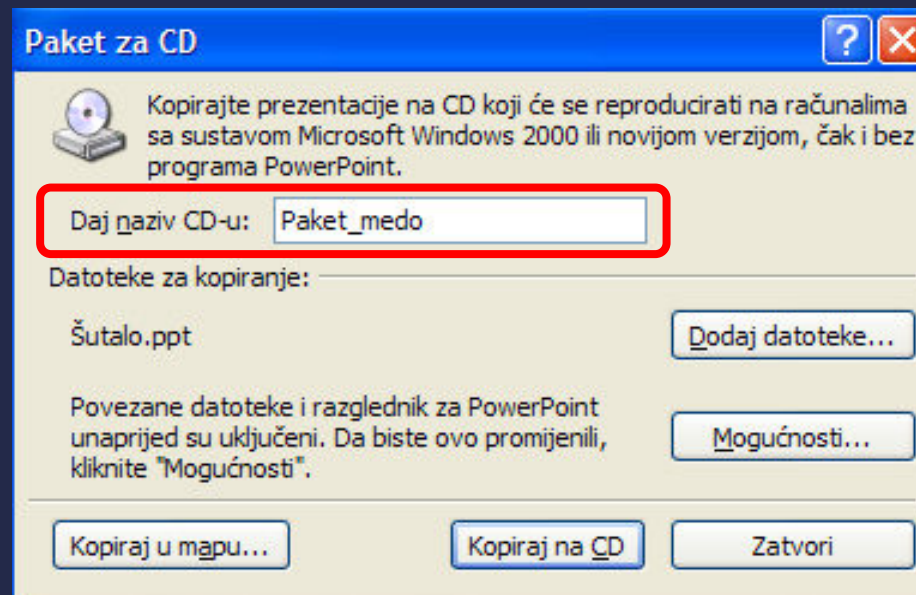 Paket za CD
Kopirajte prezentacije na CD koji će se reproducirati na računalima
sa sustavom Microsoft Windows 2000 ili novijom verzijom, čak i bez
programa PowerPoint.
Daj naziv CD-u: Paket_medo
Datoteke za kopiranje:
Šutalo.ppt
Dodaj datoteke...
Povezane datoteke i razglednik za PowerPoint
unaprijed su uključeni. Da biste ovo promijenili,
kliknite "Mogućnosti".
Mogućnosti...
Kopiraj u mapu... Kopiraj na CD Zatvori